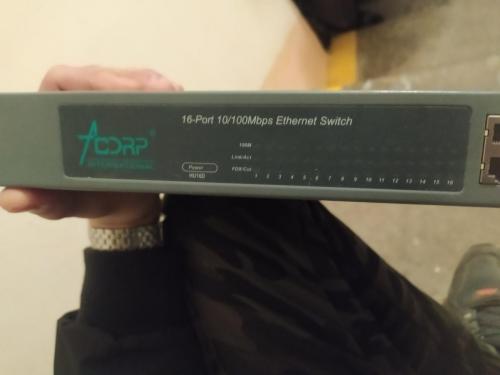 16-Port 10/100Mbps Ethernet Switch
ACORP®
INTERNATIONAL
100M
Link/Act
FDX/Col
Power
1 2 3 4 5 6 7 8 9 10 11 12 13 14 15 16